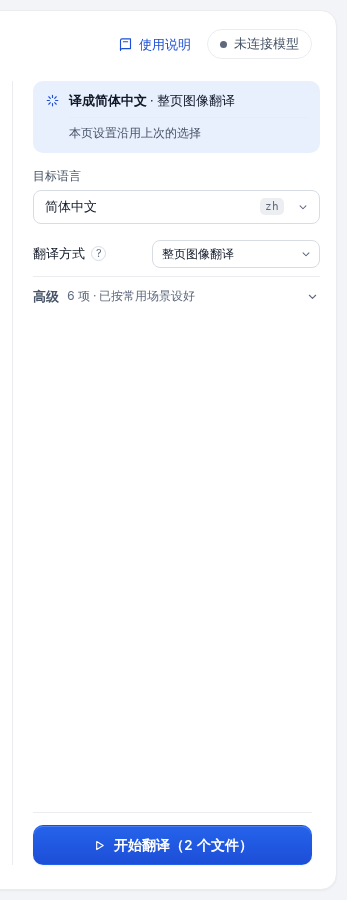 使用说明
未连接模型
译成简体中文 · 整页图像翻译
本页设置沿用上次的选择
目标语言
简体中文 zh
翻译方式 ? 整页图像翻译
高级 6 项 · 已按常用场景设好
开始翻译（2 个文件）